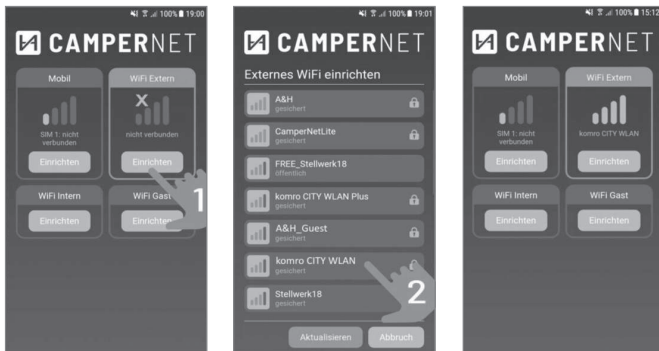 100% 19:00
CAMPERNET
Mobil
WiFi Extern
X
SIM 1: nicht verbunden
nicht verbunden
Einrichten
Einrichten
1
WiFi Intern
WiFi Gast
Einrichten
Einrichten
100% 19:01
CAMPERNET
Externes WiFi einrichten
A&H
gesichert
CamperNetLite
gesichert
FREE_Stellwerk18
öffentlich
komro CITY WLAN Plus
gesichert
A&H_Guest
gesichert
komro CITY WLAN
gesichert
2
Stellwerk18
gesichert
Aktualisieren
Abbruch
100% 15:12
CAMPERNET
Mobil
WiFi Extern
SIM 1: nicht
verbunden
komro CITY WLAN
Einrichten
Einrichten
WiFi Intern
WiFi Gast
Einrichten
Einrichten